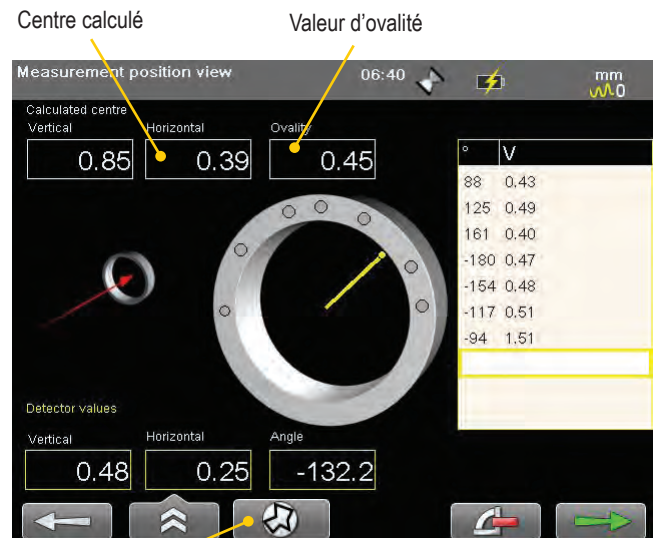 Centre calculé Valeur d’ovalité
Measurement position view 06:40 mm
0
Calculated centre
Vertical Horizontal Ovality
0.85 0.39 0.45
° V
88 0.43
125 0.49
161 0.40
-180 0.47
-154 0.48
-117 0.51
-94 1.51
Detector values
Vertical Horizontal Angle
0.48 0.25 -132.2